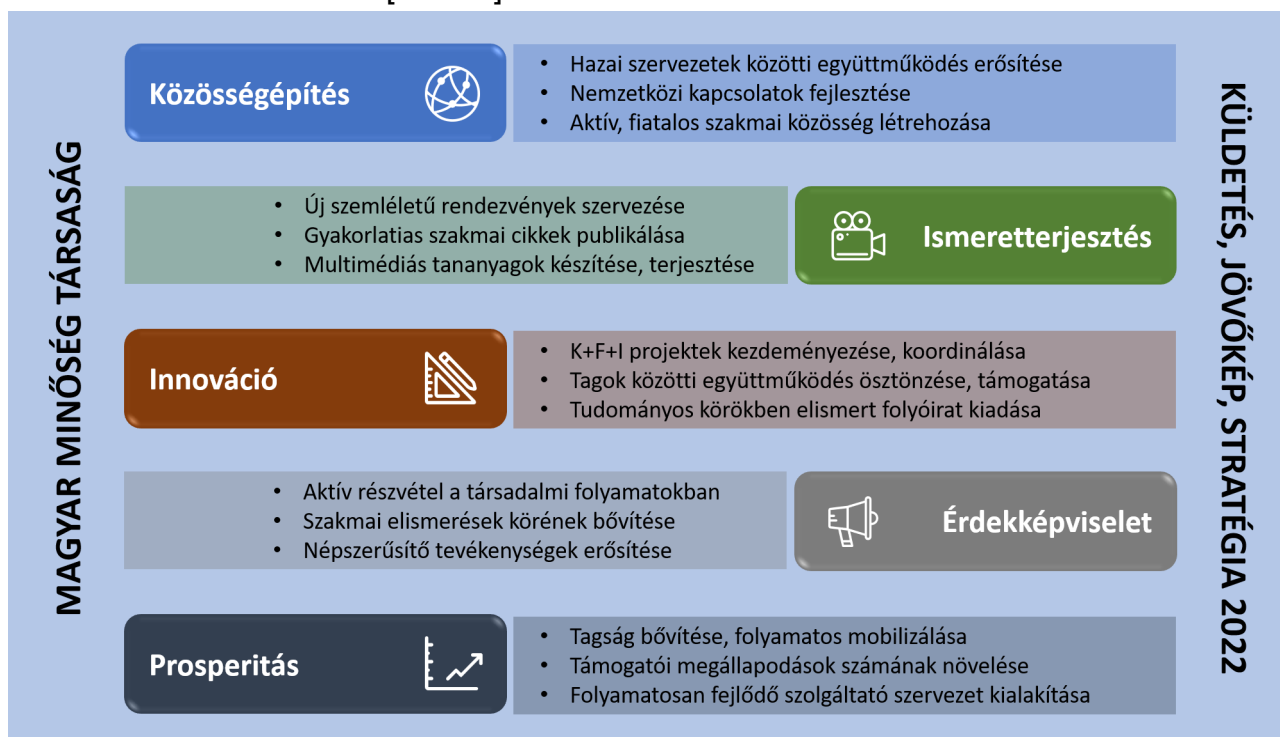 MAGYAR MINŐSÉG TÁRSASÁG
Közösségépítés
• Hazai szervezetek közötti együttműködés erősítése
• Nemzetközi kapcsolatok fejlesztése
• Aktív, fiatalos szakmai közösség létrehozása
• Új szemléletű rendezvények szervezése
• Gyakorlatias szakmai cikkek publikálása
• Multimédiás tananyagok készítése, terjesztése
Ismeretterjesztés
Innováció
• K+F+I projektek kezdeményezése, koordinálása
• Tagok közötti együttműködés ösztönzése, támogatása
• Tudományos körökben elismert folyóirat kiadása
• Aktív részvétel a társadalmi folyamatokban
• Szakmai elismerések körének bővítése
• Népszerűsítő tevékenységek erősítése
Érdekképviselet
Prosperitás
• Tagság bővítése, folyamatos mobilizálása
• Támogatói megállapodások számának növelése
• Folyamatosan fejlődő szolgáltató szervezet kialakítása
KÜLDETÉS, JÖVŐKÉP, STRATÉGIA 2022